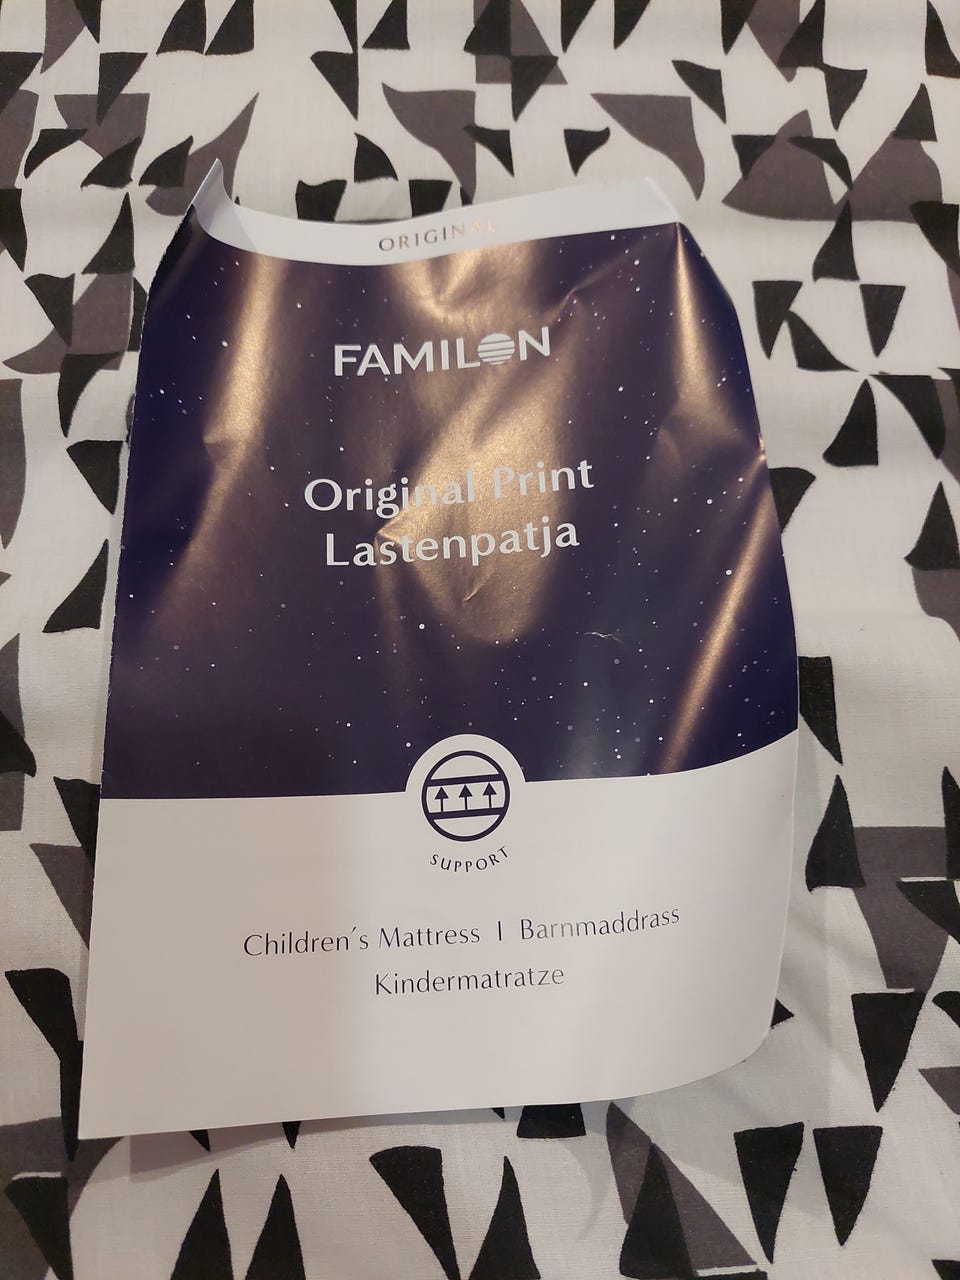 ORIGINAL
FAMILON
Original Print
Lastenpatja
SUPPORT
Children´s Mattress I Barnmaddrass
Kindermatratze